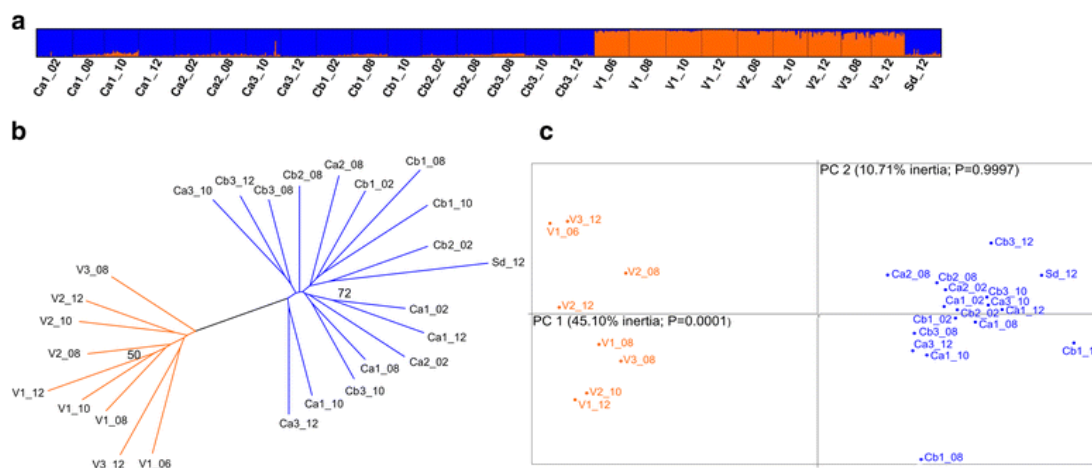 a
Ca1_02
Ca1_08
Ca1_10
Ca1_12
Ca2_02
Ca2_08
Ca3_10
Ca3_12
Cb1_02
Cb1_08
Cb1_10
Cb2_02
Cb2_08
Cb3_08
Cb3_10
Cb3_12
V1_06
V1_08
V1_10
V1_12
V2_08
V2_10
V2_12
V3_08
V3_12
Sd_12
b
Cb1_08
Ca2_08
Cb2_08
Cb1_02
Cb3_12
Cb3_08
Ca3_10
Cb1_10
Cb2_02
Sd_12
72
V3_08
V2_12
V2_10
Ca1_02
Ca1_12
V2_08
50
Ca2_02
Ca1_08
V1_12
Cb3_10
V1_10
Ca1_10
V1_08
Ca3_12
V3_12
V1_06
c
PC 2 (10.71% inertia; P=0.9997)
V3_12
V1_06
Cb3_12
V2_08
Ca2_08
Sd_12
Cb2_08
Ca2_02
Cb3_10
V2_12
Ca1_02
Ca3_10
Ca1_12
Cb2_02
PC 1 (45.10% inertia; P=0.0001)
Cb1_02
Ca1_08
Cb3_08
V1_08
Ca3_12
Cb1_1
V3_08
Ca1_10
V2_10
V1_12
Cb1_08